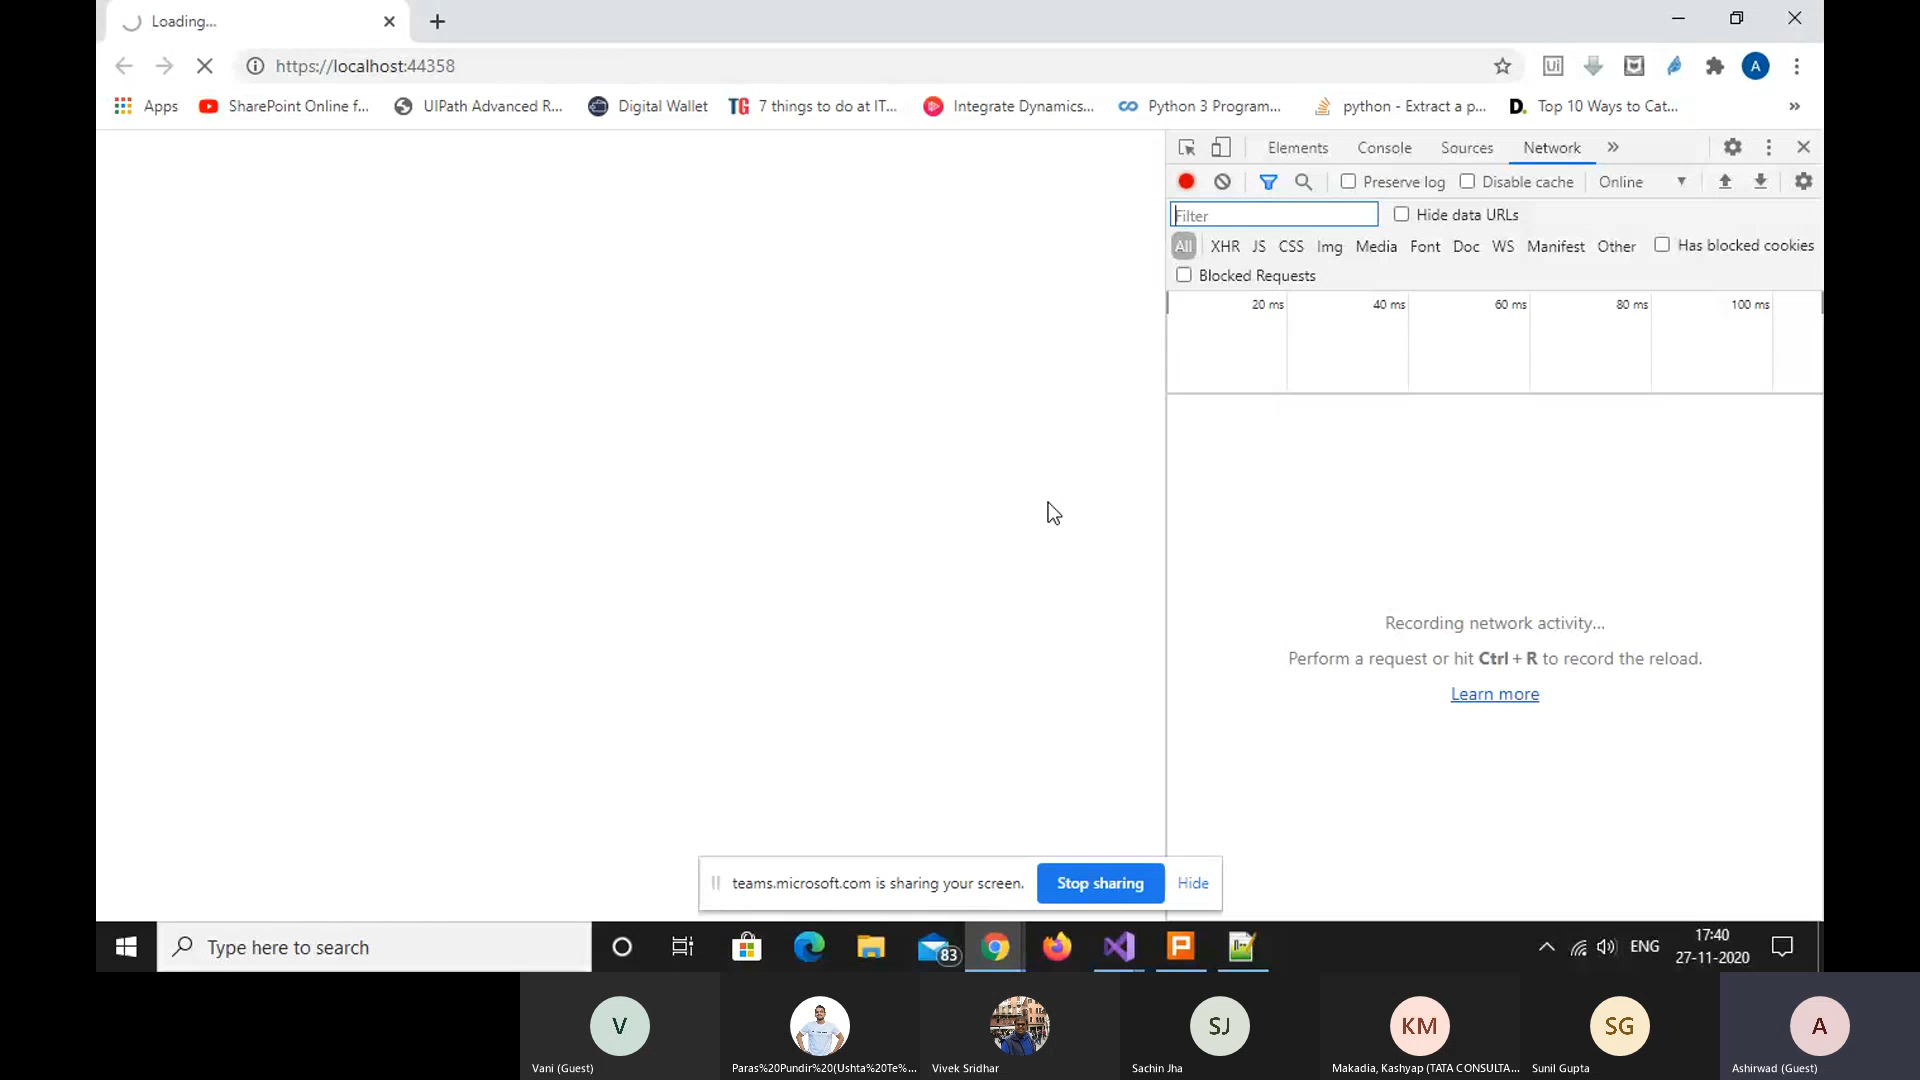 Loading...
https://localhost:44358
Ui
A
Apps
SharePoint Online f...
UIPath Advanced R...
Digital Wallet
TG 7 things to do at IT...
Integrate Dynamics...
Python 3 Program...
python - Extract a p...
D. Top 10 Ways to Cat...
Elements Console Sources Network
Preserve log Disable cache Online
Filter Hide data URLs
All XHR JS CSS Img Media Font Doc WS Manifest Other Has blocked cookies
Blocked Requests
20 ms 40 ms 60 ms 80 ms 100 ms
Recording network activity...
Perform a request or hit Ctrl + R to record the reload.
Learn more
teams.microsoft.com is sharing your screen. Stop sharing Hide
Type here to search
83
ENG
17:40
27-11-2020
V
SJ
KM
SG
A
Vani (Guest)
Paras%20Pundir%20(Ushta%20Te%...
Vivek Sridhar
Sachin Jha
Makadia, Kashyap (TATA CONSULTA...
Sunil Gupta
Ashirwad (Guest)